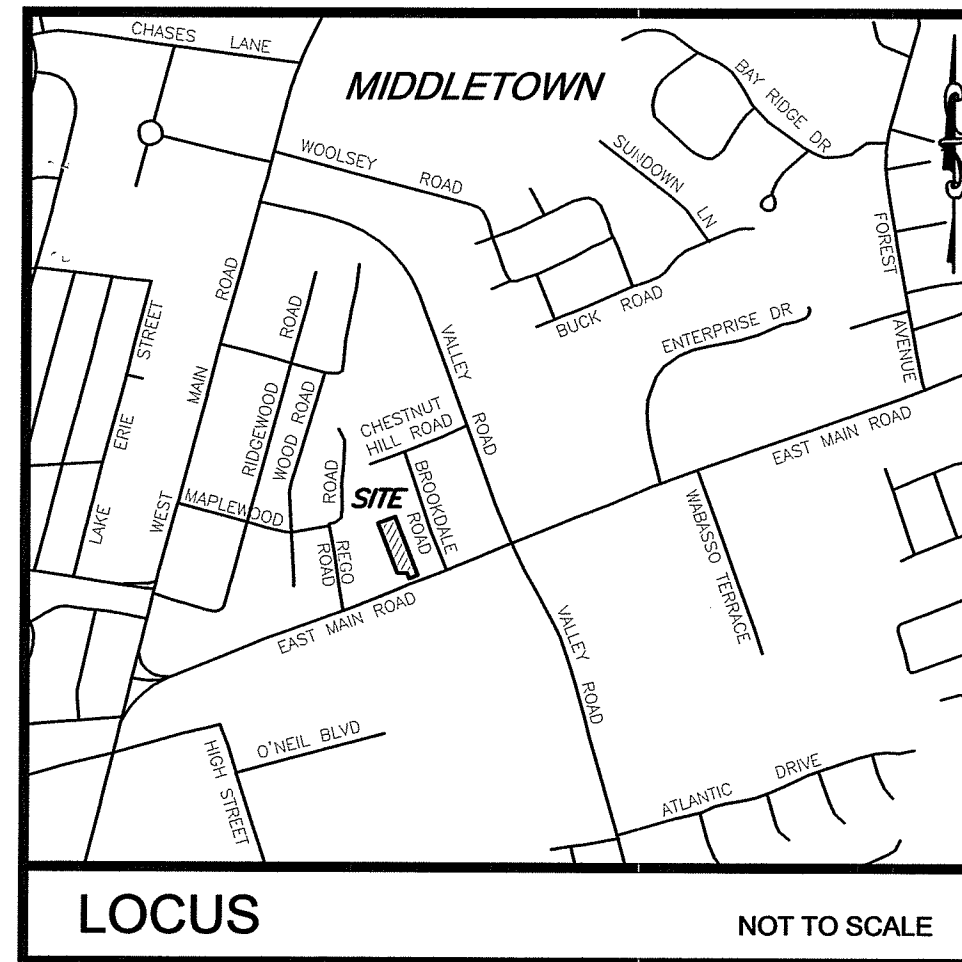 CHASES LANE
MIDDLETOWN
BAY RIDGE DR
WOOLSEY ROAD
SUNDOWN LN
FOREST AVENUE
BUCK ROAD
ENTERPRISE DR
WEST MAIN ROAD
LAKE ERIE STREET
RIDGEWOOD ROAD
WOOD ROAD
VALLEY ROAD
CHESTNUT
HILL ROAD
BROOKDALE
ROAD
MAPLEWOOD ROAD
SITE
REGO
ROAD
EAST MAIN ROAD
EAST MAIN ROAD
WABASSO TERRACE
VALLEY ROAD
O'NEIL BLVD
HIGH STREET
ATLANTIC DRIVE
LOCUS
NOT TO SCALE